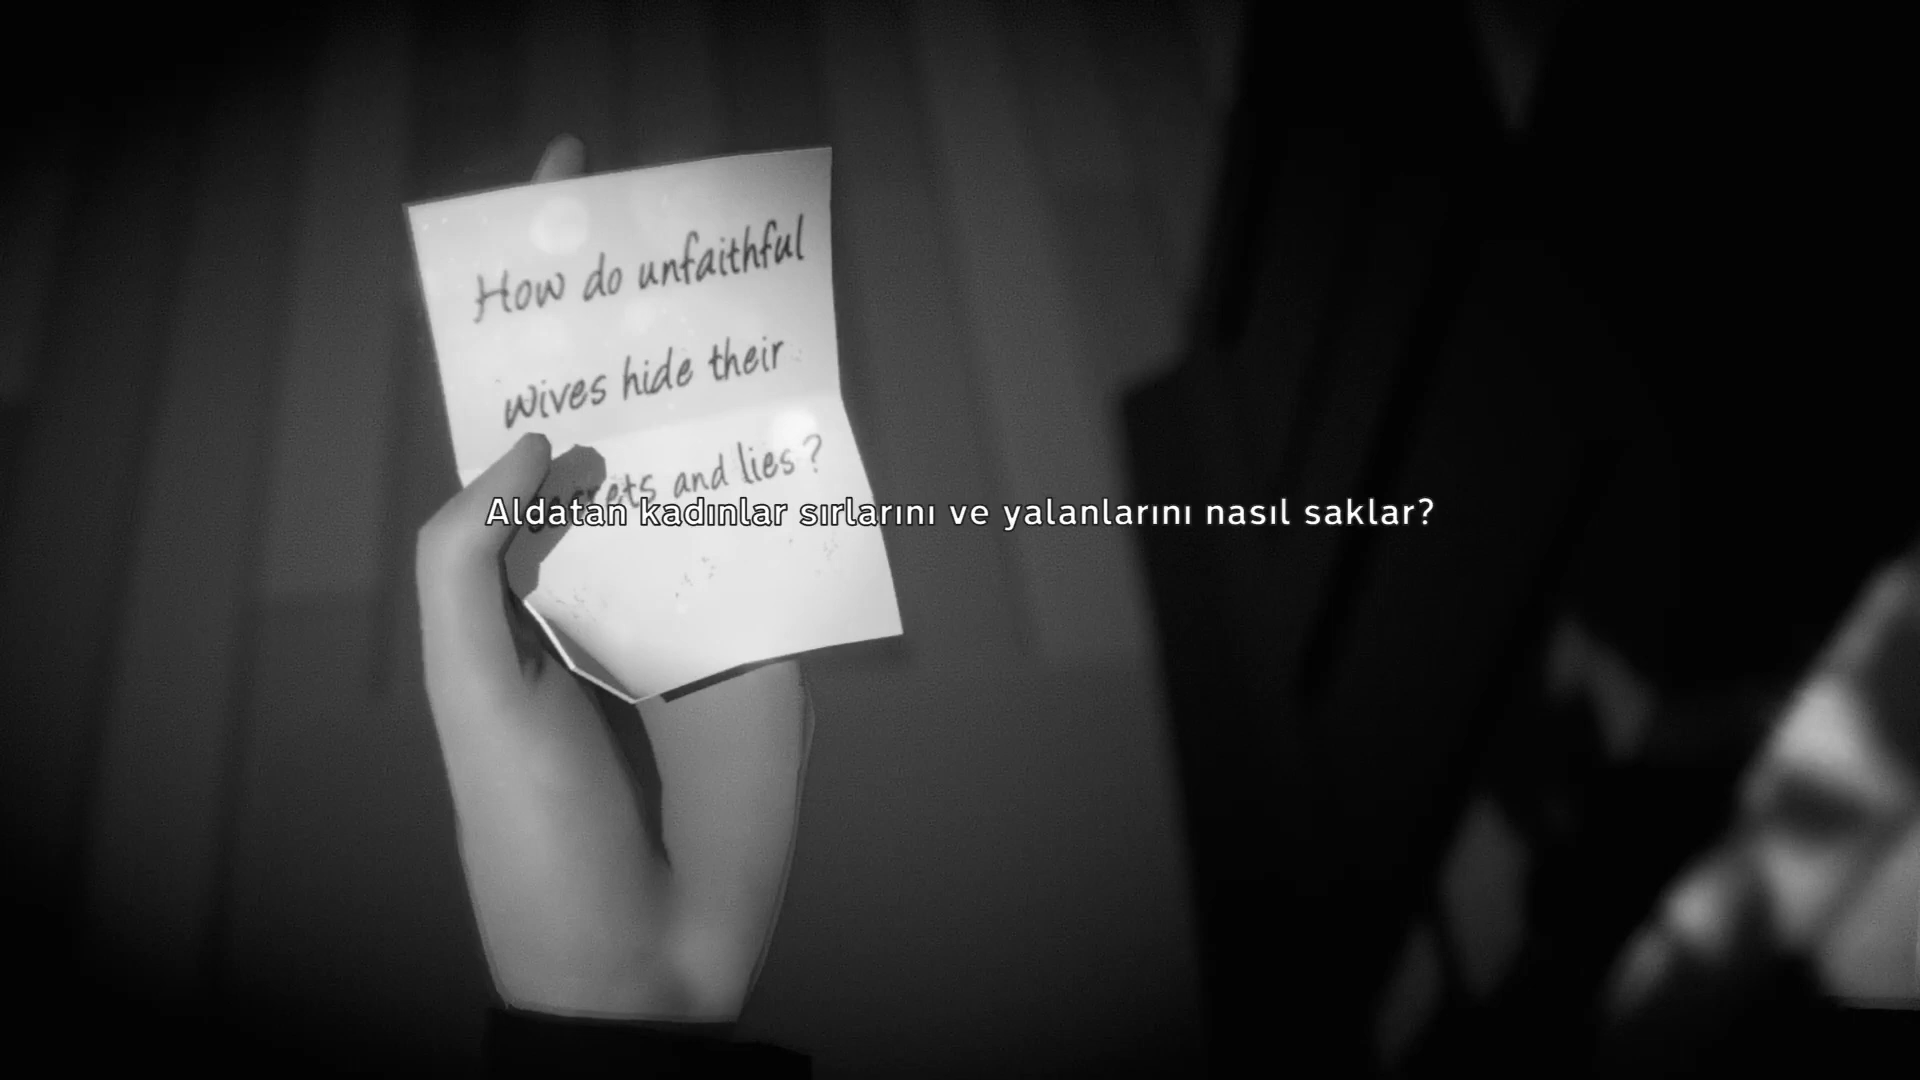 How do unfaithful
wives hide their
and lies?
Aldatan kadınlar sırlarını ve yalanlarını nasıl saklar?